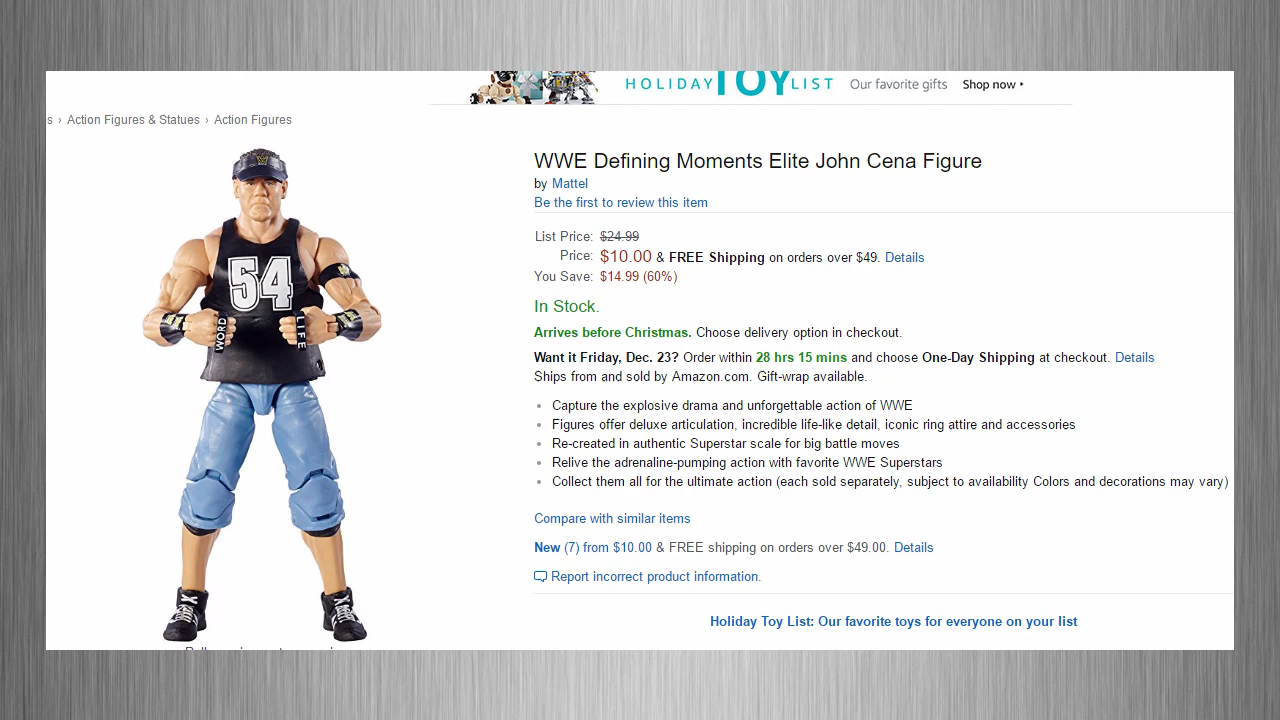 HOLIDAY TOY LIST Our favorite gifts Shop now ▸
s › Action Figures & Statues › Action Figures
WWE Defining Moments Elite John Cena Figure
by Mattel
Be the first to review this item
List Price: $24.99
Price: $10.00 & FREE Shipping on orders over $49. Details
You Save: $14.99 (60%)
In Stock.
Arrives before Christmas. Choose delivery option in checkout.
Want it Friday, Dec. 23? Order within 28 hrs 15 mins and choose One-Day Shipping at checkout. Details
Ships from and sold by Amazon.com. Gift-wrap available.
• Capture the explosive drama and unforgettable action of WWE
• Figures offer deluxe articulation, incredible life-like detail, iconic ring attire and accessories
• Re-created in authentic Superstar scale for big battle moves
• Relive the adrenaline-pumping action with favorite WWE Superstars
• Collect them all for the ultimate action (each sold separately, subject to availability Colors and decorations may vary)
Compare with similar items
New (7) from $10.00 & FREE shipping on orders over $49.00. Details
Report incorrect product information.
Holiday Toy List: Our favorite toys for everyone on your list
54
WORD
LIFE